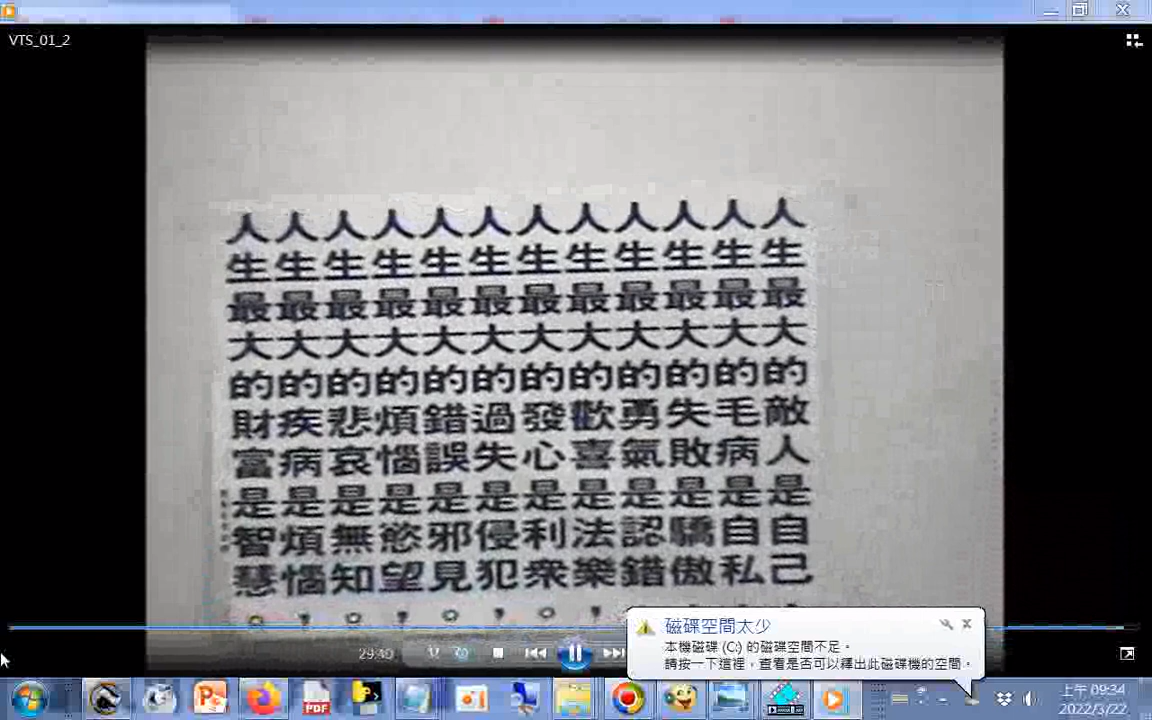 VTS_01_2
人生最大的敵人是自己
人生最大的毛病是自私
人生最大的失敗是驕傲
人生最大的勇氣是認錯
人生最大的歡喜是法樂，
人生最大的發心是利衆。
人生最大的過失是侵犯，
人生最大的錯誤是邪見。
人生最大的煩惱是慾望，
人生最大的悲哀是無知。
人生最大的疾病是煩惱，
人生最大的財富是智慧。
29:40
磁碟空間太少
本機磁碟 (C:) 的磁碟空間不足。
請按一下這裡，查看是否可以釋出此磁碟機的空間。
PDF
上午 09:34
2022/3/22